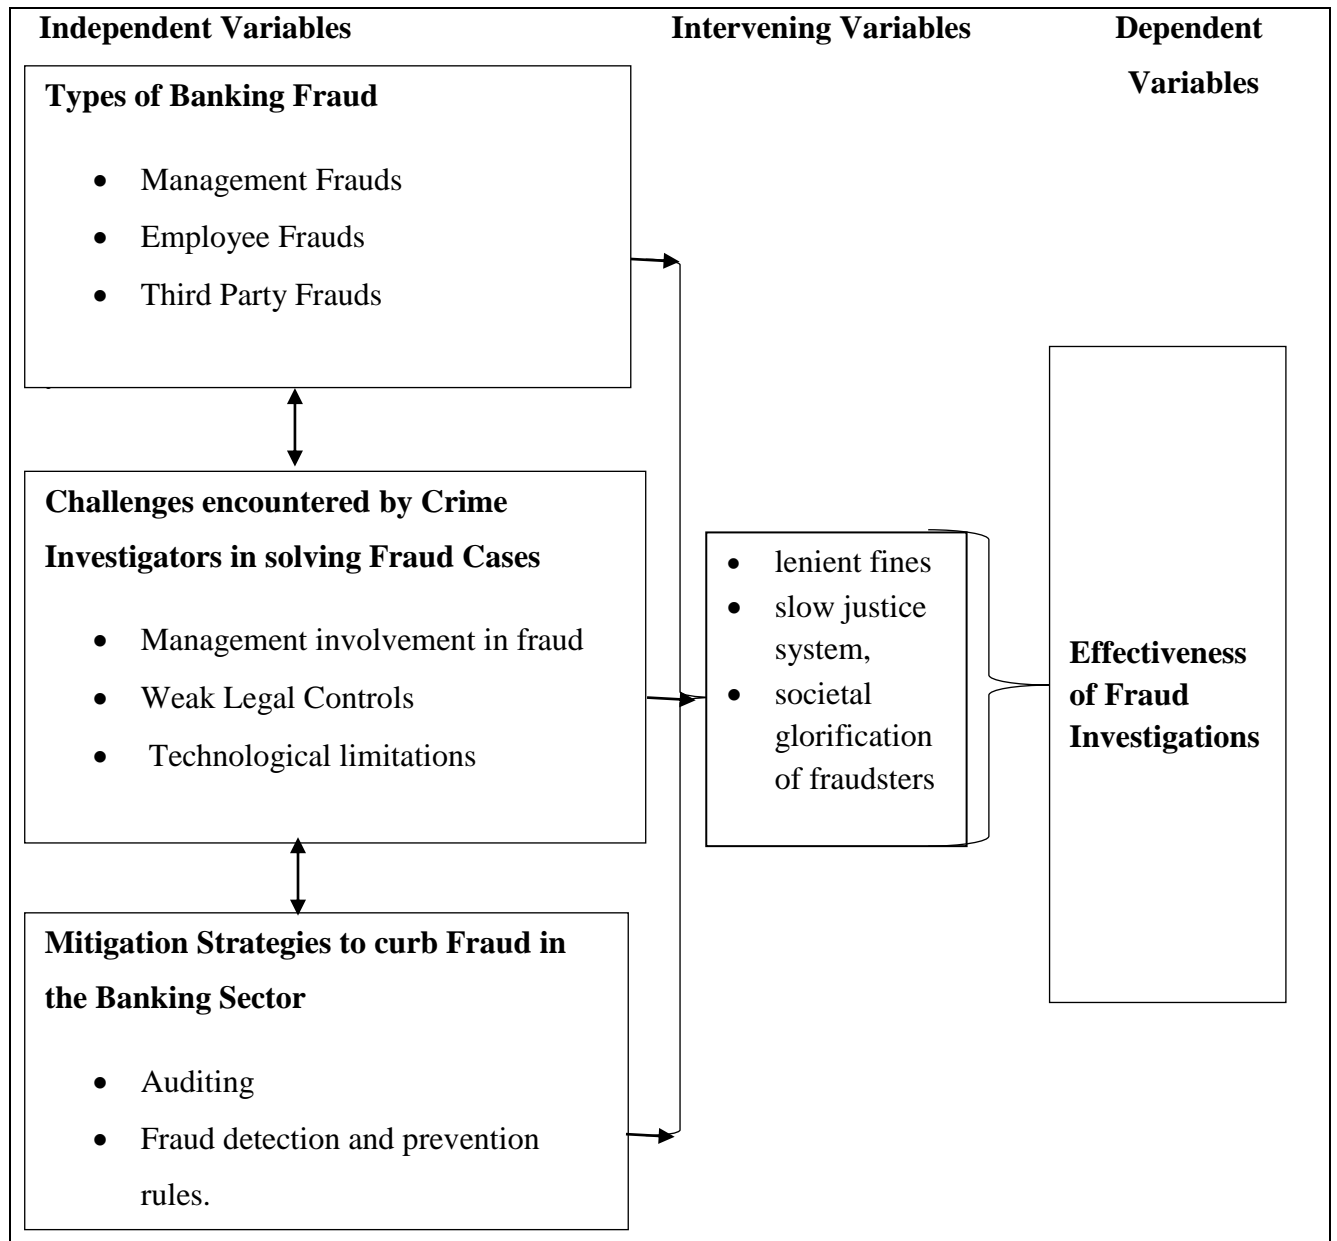 Independent Variables
Intervening Variables
Dependent
Variables
Types of Banking Fraud
• Management Frauds
• Employee Frauds
• Third Party Frauds
Challenges encountered by Crime
Investigators in solving Fraud Cases
• Management involvement in fraud
• Weak Legal Controls
• Technological limitations
Mitigation Strategies to curb Fraud in
the Banking Sector
• Auditing
• Fraud detection and prevention
rules.
• lenient fines
• slow justice
system,
• societal
glorification
of fraudsters
Effectiveness
of Fraud
Investigations